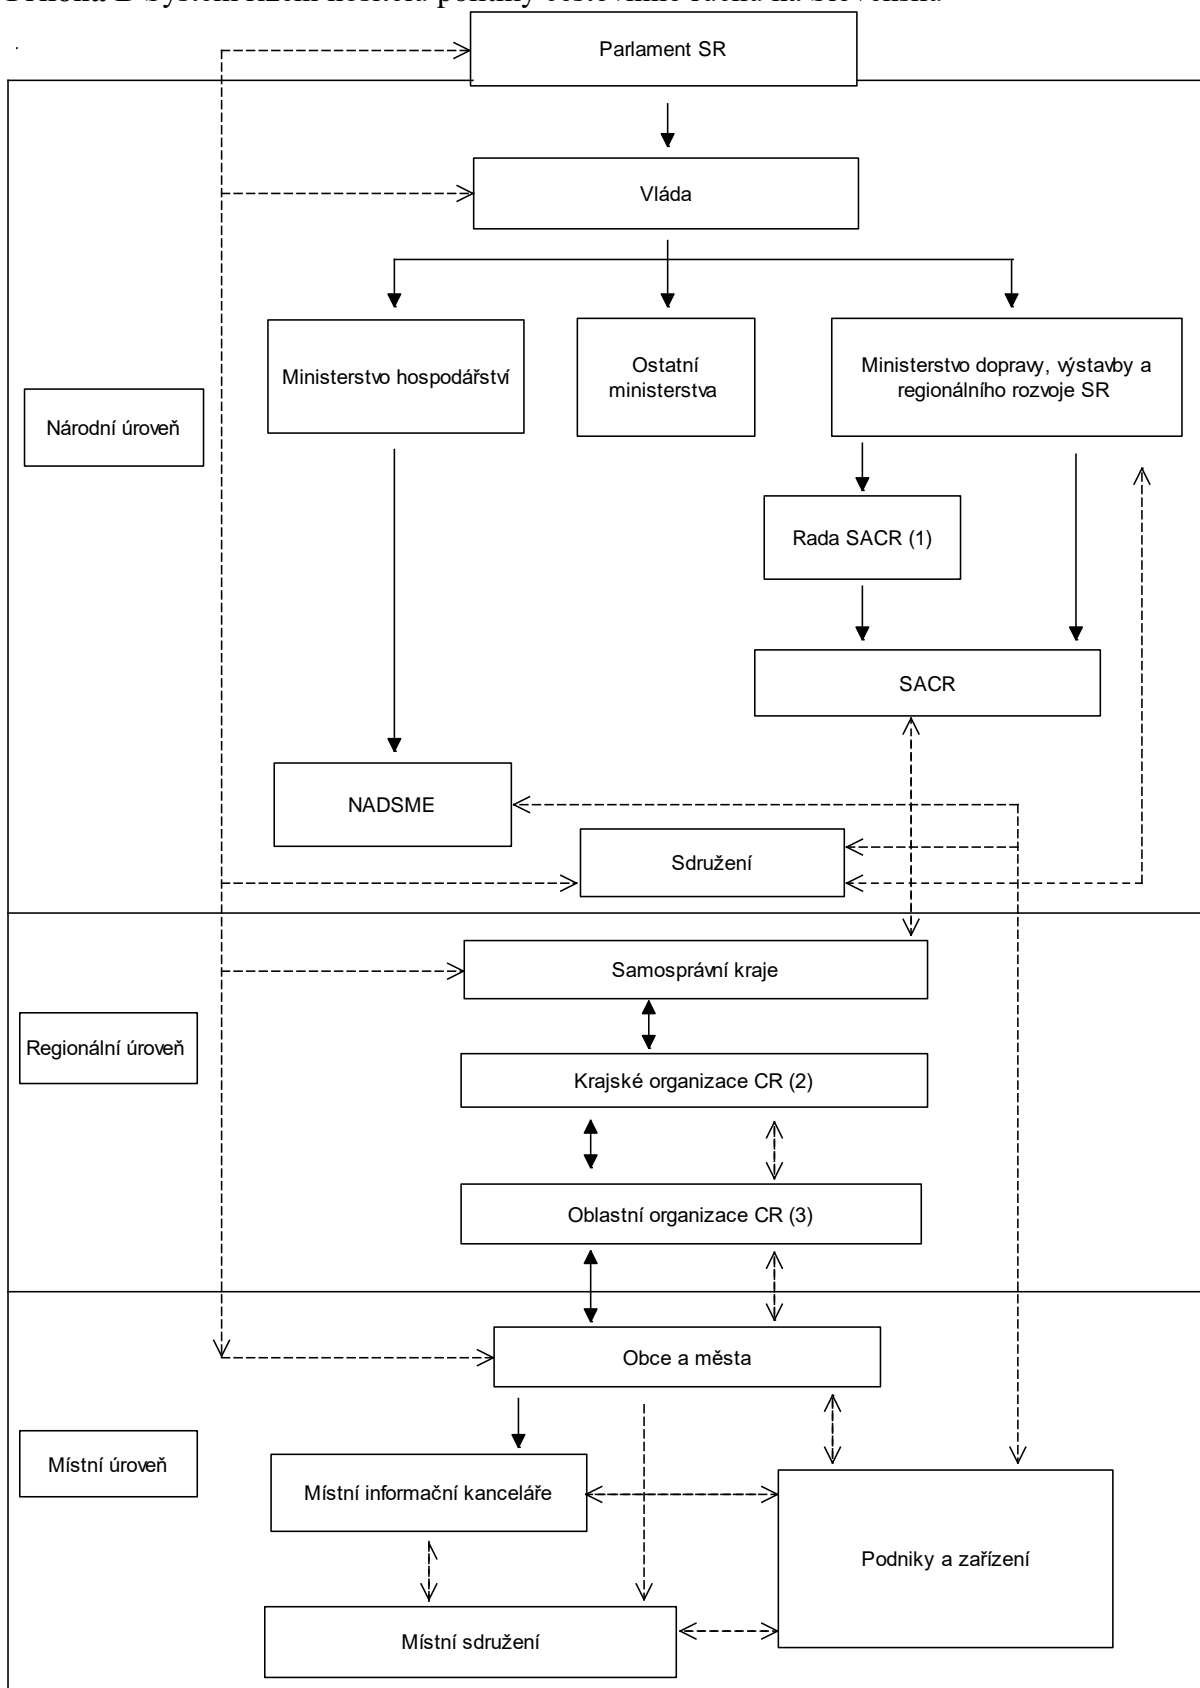 Parlament SR
Vláda
Ministerstvo hospodářství
Ostatní
ministerstva
Ministerstvo dopravy, výstavby a
regionálního rozvoje SR
Národní úroveň
Rada SACR (1)
SACR
NADSME
Sdružení
Samosprávní kraje
Regionální úroveň
Krajské organizace CR (2)
Oblastní organizace CR (3)
Obce a města
Místní úroveň
Místní informační kanceláře
Podniky a zařízení
Místní sdružení